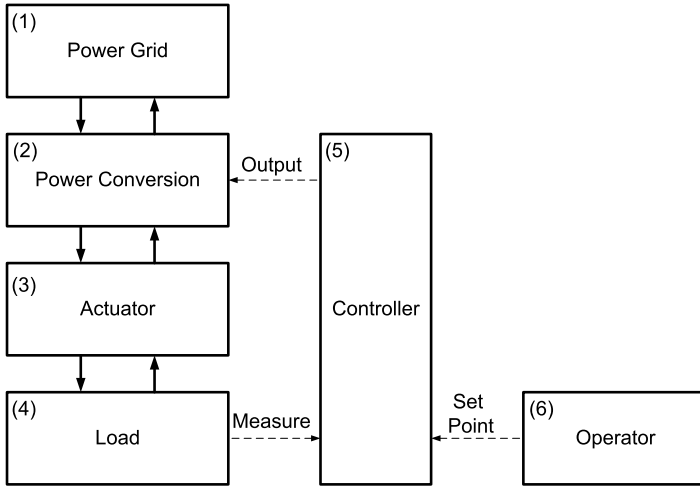 (1)
Power Grid
(2)
Power Conversion
Output
(5)
(3)
Actuator
Controller
(4)
Load
Measure
Set
Point
(6)
Operator